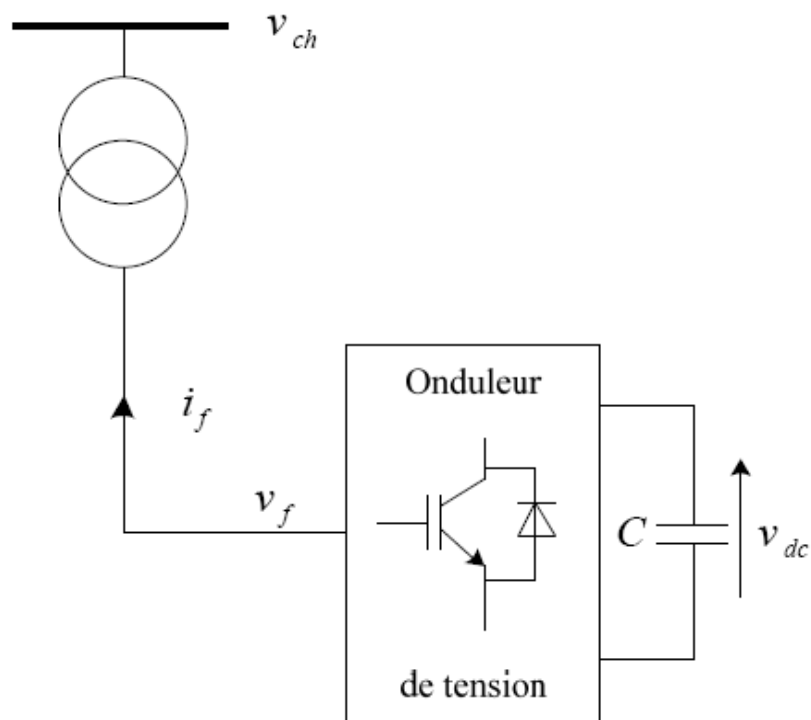 v_ch
Onduleur
i_f
v_f
C
v_dc
de tension